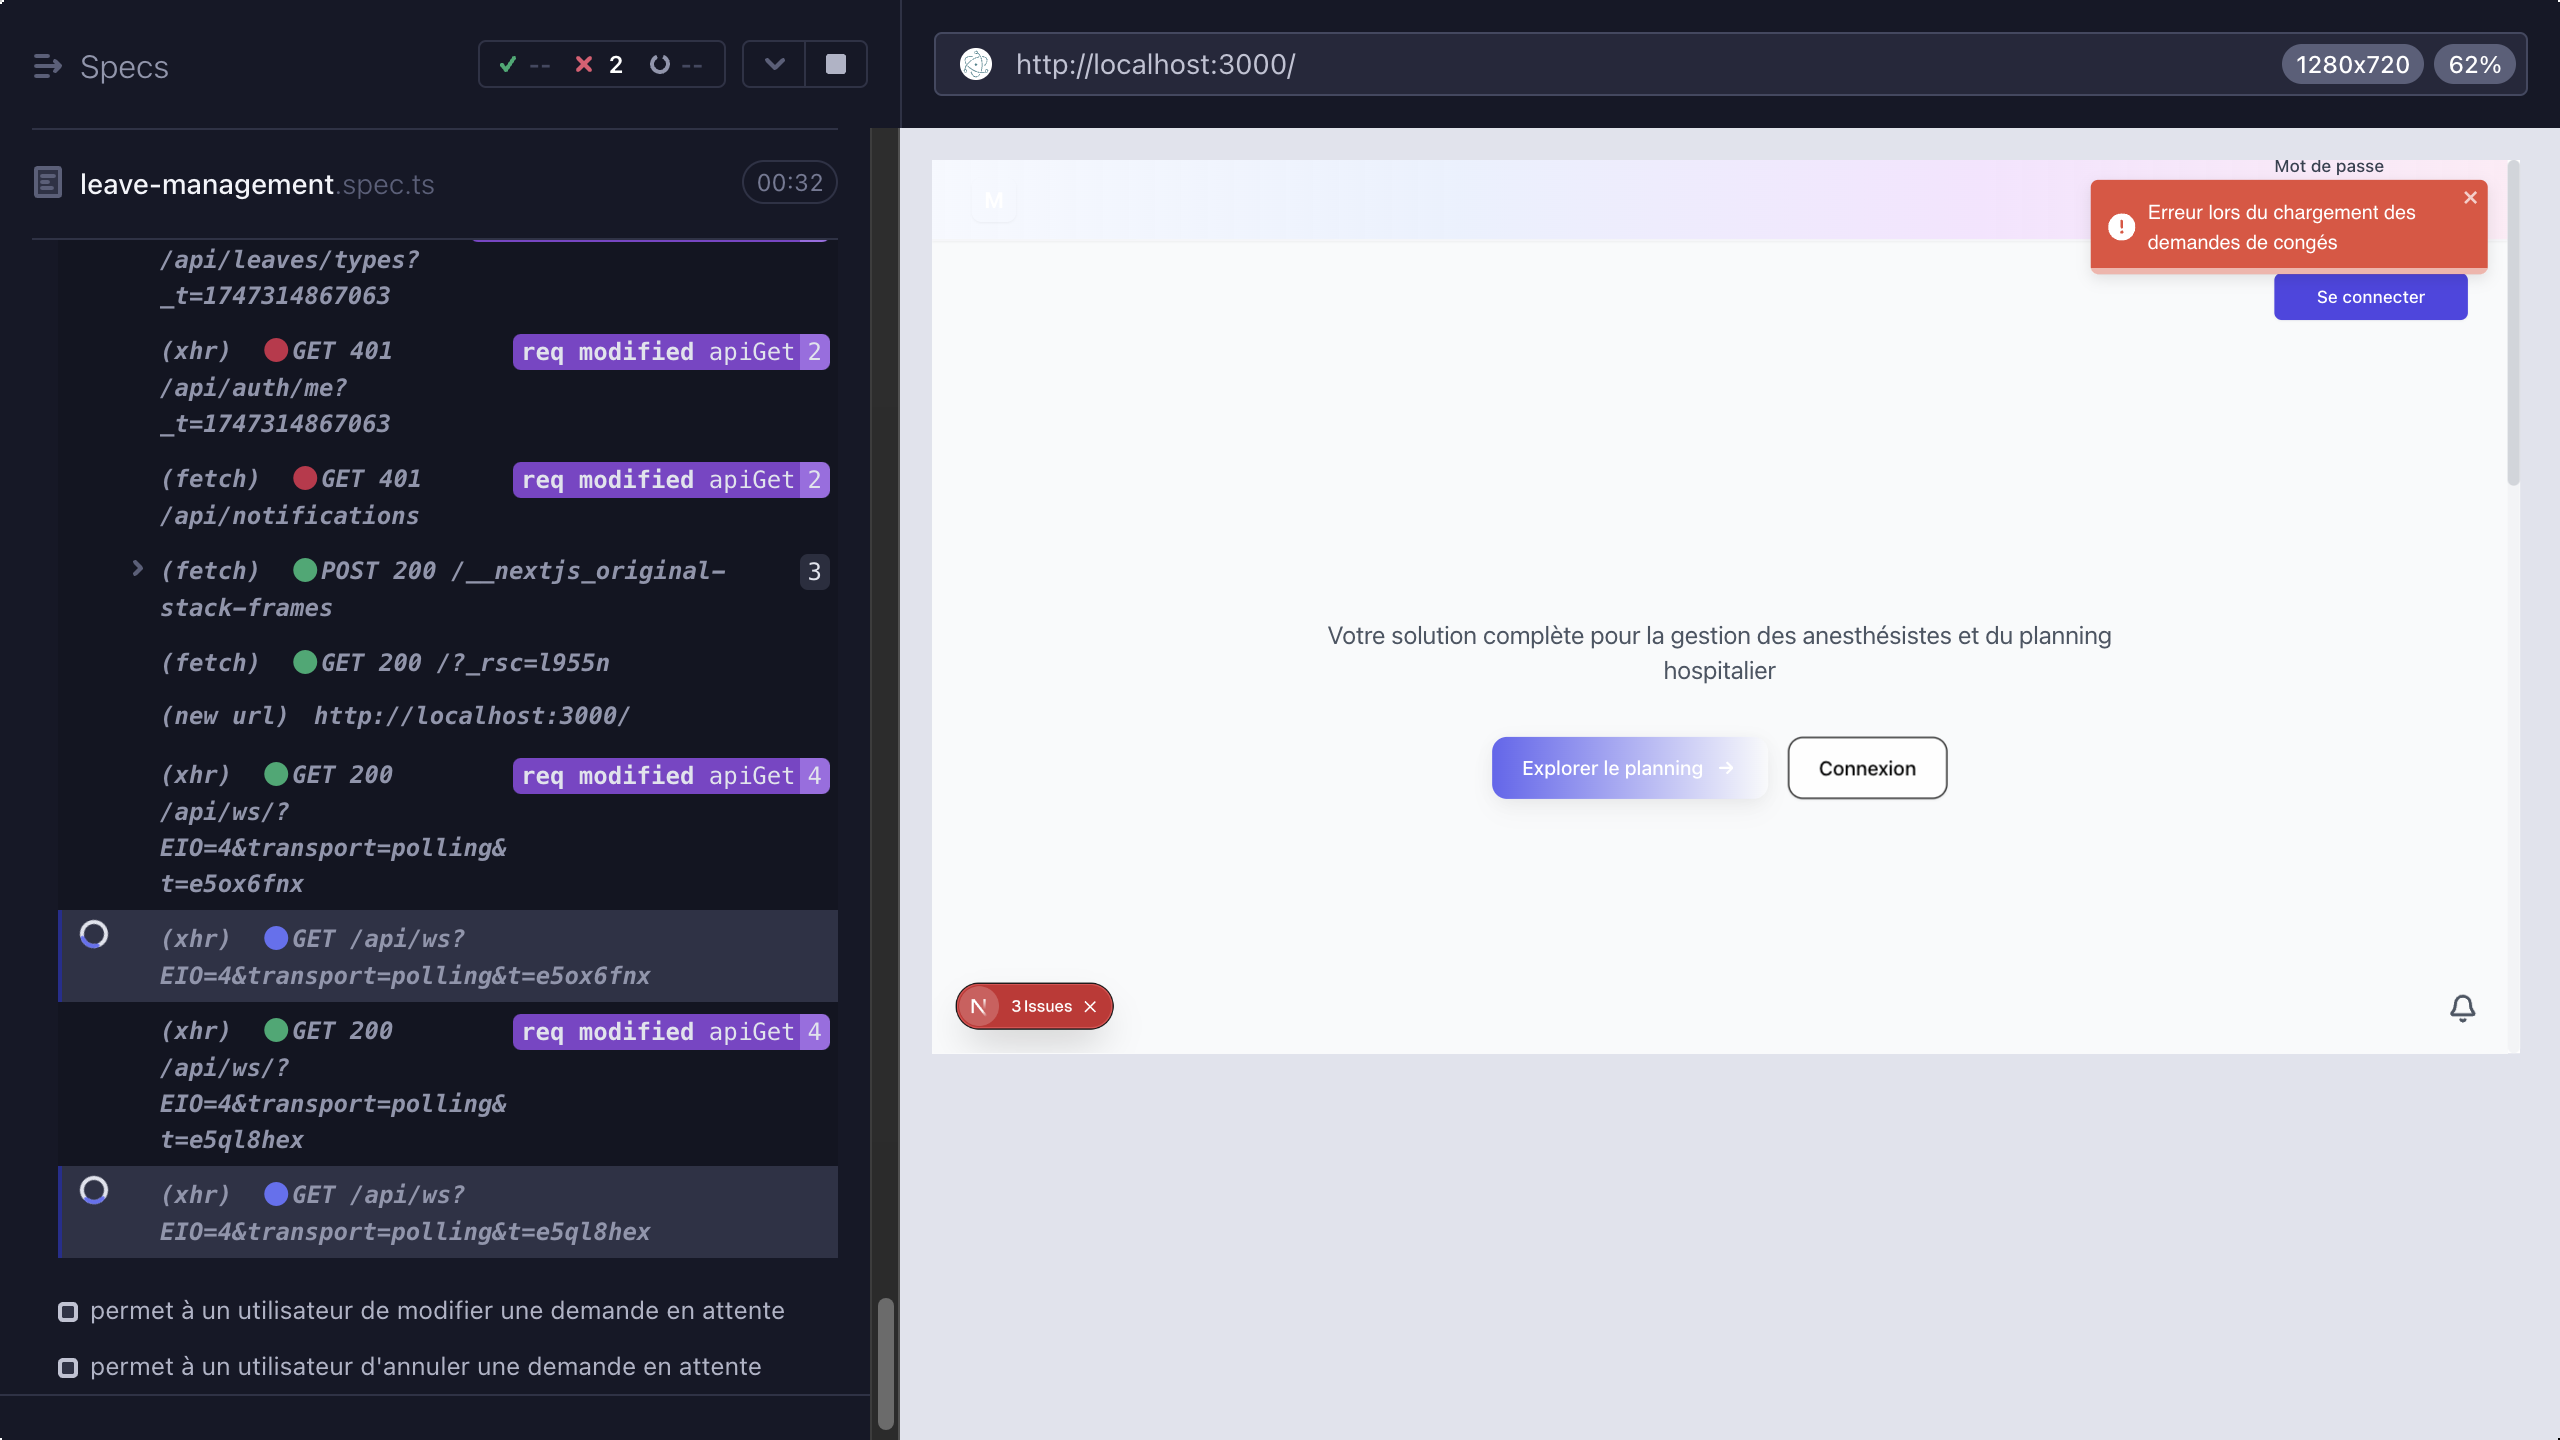 Specs
-- 2 --
leave-management.spec.ts
00:32
/api/leaves/types?
_t=1747314867063
(xhr) GET 401 req modified apiGet 2
/api/auth/me?
_t=1747314867063
(fetch) GET 401 req modified apiGet 2
/api/notifications
(fetch) POST 200 /__nextjs_original-
stack-frames
3
(fetch) GET 200 /?_rsc=l955n
(new url) http://localhost:3000/
(xhr) GET 200 req modified apiGet 4
/api/ws/?
EIO=4&transport=polling&
t=e5ox6fnx
(xhr) GET /api/ws?
EIO=4&transport=polling&t=e5ox6fnx
(xhr) GET 200 req modified apiGet 4
/api/ws/?
EIO=4&transport=polling&
t=e5ql8hex
(xhr) GET /api/ws?
EIO=4&transport=polling&t=e5ql8hex
permet à un utilisateur de modifier une demande en attente
permet à un utilisateur d'annuler une demande en attente
http://localhost:3000/
1280x720
62%
M
Mot de passe
Erreur lors du chargement des
demandes de congés
Se connecter
Votre solution complète pour la gestion des anesthésistes et du planning
hospitalier
Explorer le planning →
Connexion
N 3 Issues